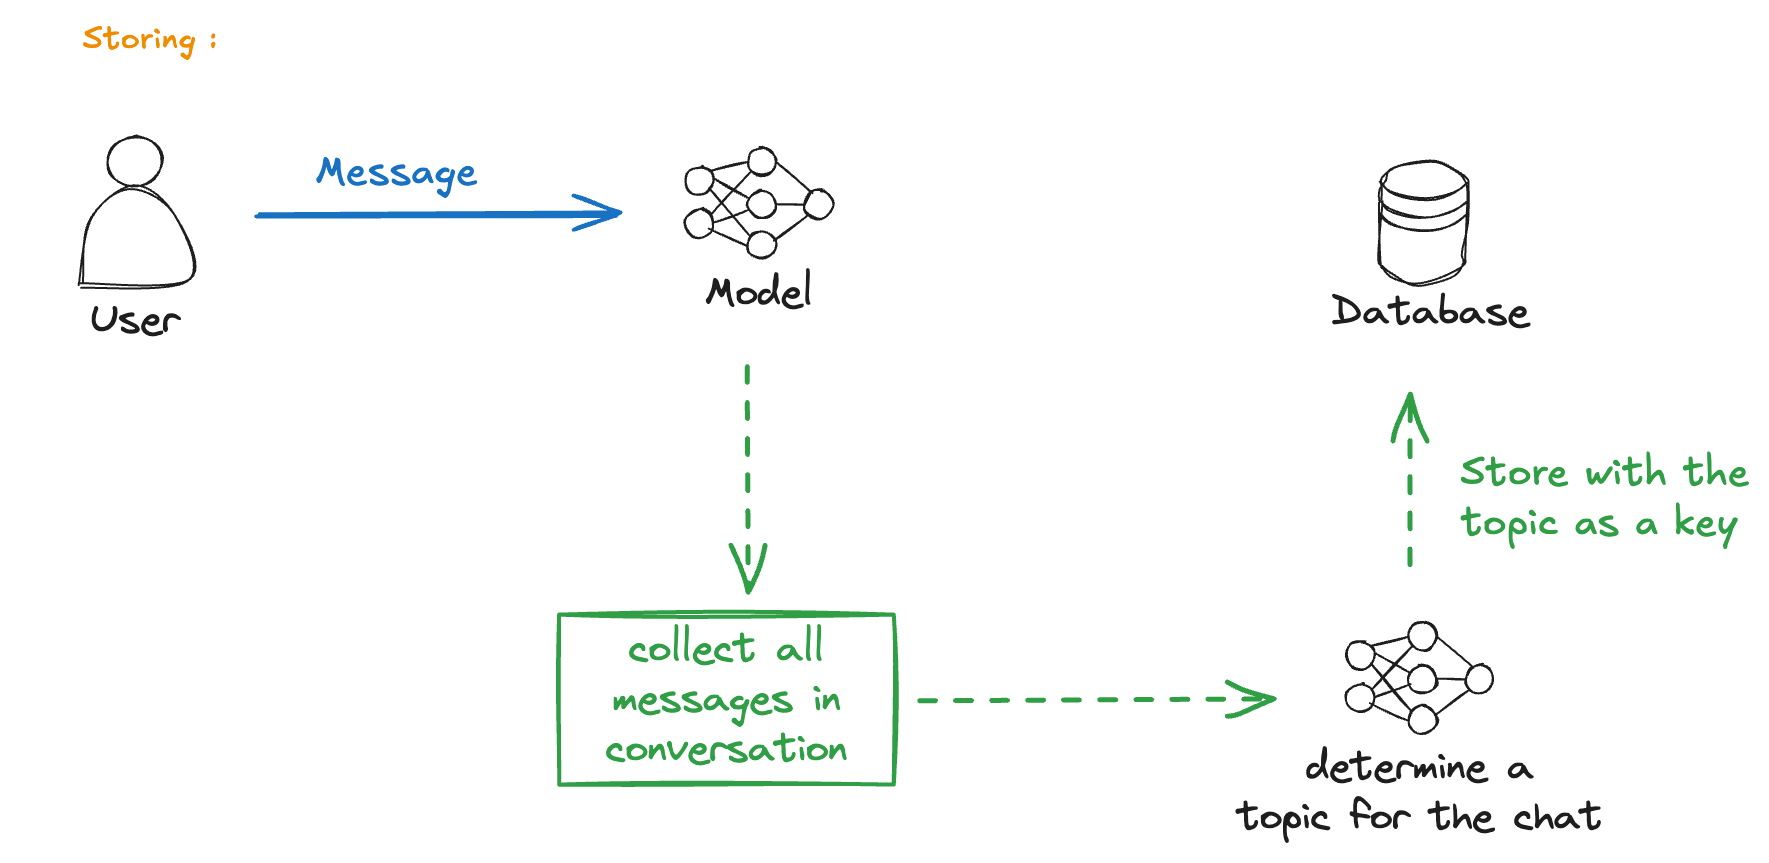 Storing :
Message
User
Model
Database
Store with the
topic as a key
collect all
messages in
conversation
determine a
topic for the chat